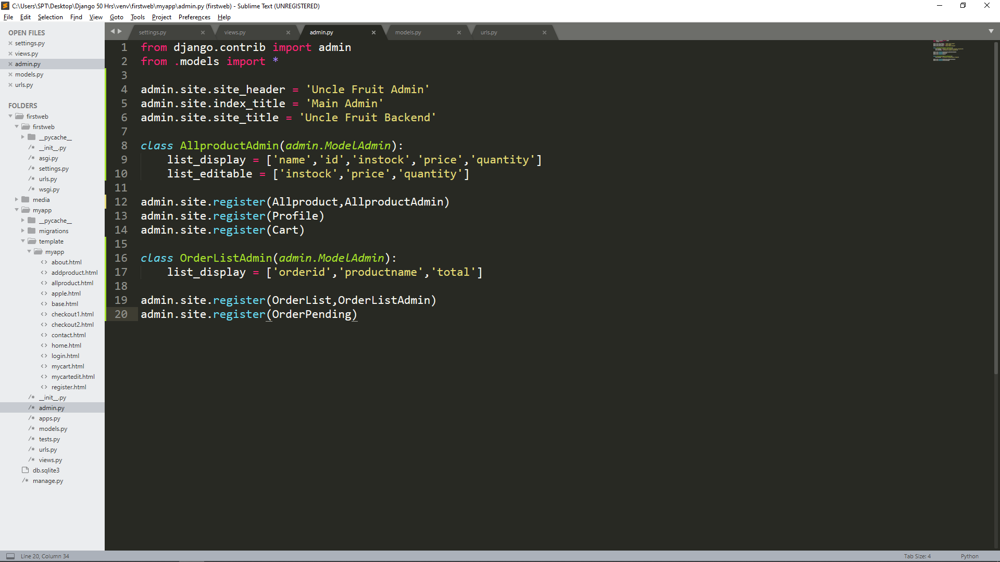 C:\Users\SPT\Desktop\Django 50 Hrs\venv\firstweb\myapp\admin.py (firstweb) - Sublime Text (UNREGISTERED)
File Edit Selection Find View Goto Tools Project Preferences Help
OPEN FILES
settings.py
views.py
admin.py
models.py
urls.py
FOLDERS
firstweb
firstweb
__pycache__
__init__.py
asgi.py
settings.py
urls.py
wsgi.py
media
myapp
__pycache__
migrations
template
myapp
about.html
addproduct.html
allproduct.html
apple.html
base.html
checkout1.html
checkout2.html
contact.html
home.html
login.html
mycart.html
mycartedit.html
register.html
__init__.py
admin.py
apps.py
models.py
tests.py
urls.py
views.py
db.sqlite3
manage.py
settings.py views.py admin.py models.py urls.py
1 from django.contrib import admin
2 from .models import *
3
4 admin.site.site_header = 'Uncle Fruit Admin'
5 admin.site.index_title = 'Main Admin'
6 admin.site.site_title = 'Uncle Fruit Backend'
7
8 class AllproductAdmin(admin.ModelAdmin):
9     list_display = ['name','id','instock','price','quantity']
10     list_editable = ['instock','price','quantity']
11
12 admin.site.register(Allproduct,AllproductAdmin)
13 admin.site.register(Profile)
14 admin.site.register(Cart)
15
16 class OrderListAdmin(admin.ModelAdmin):
17     list_display = ['orderid','productname','total']
18
19 admin.site.register(OrderList,OrderListAdmin)
20 admin.site.register(OrderPending)
Line 20, Column 34 Tab Size: 4 Python